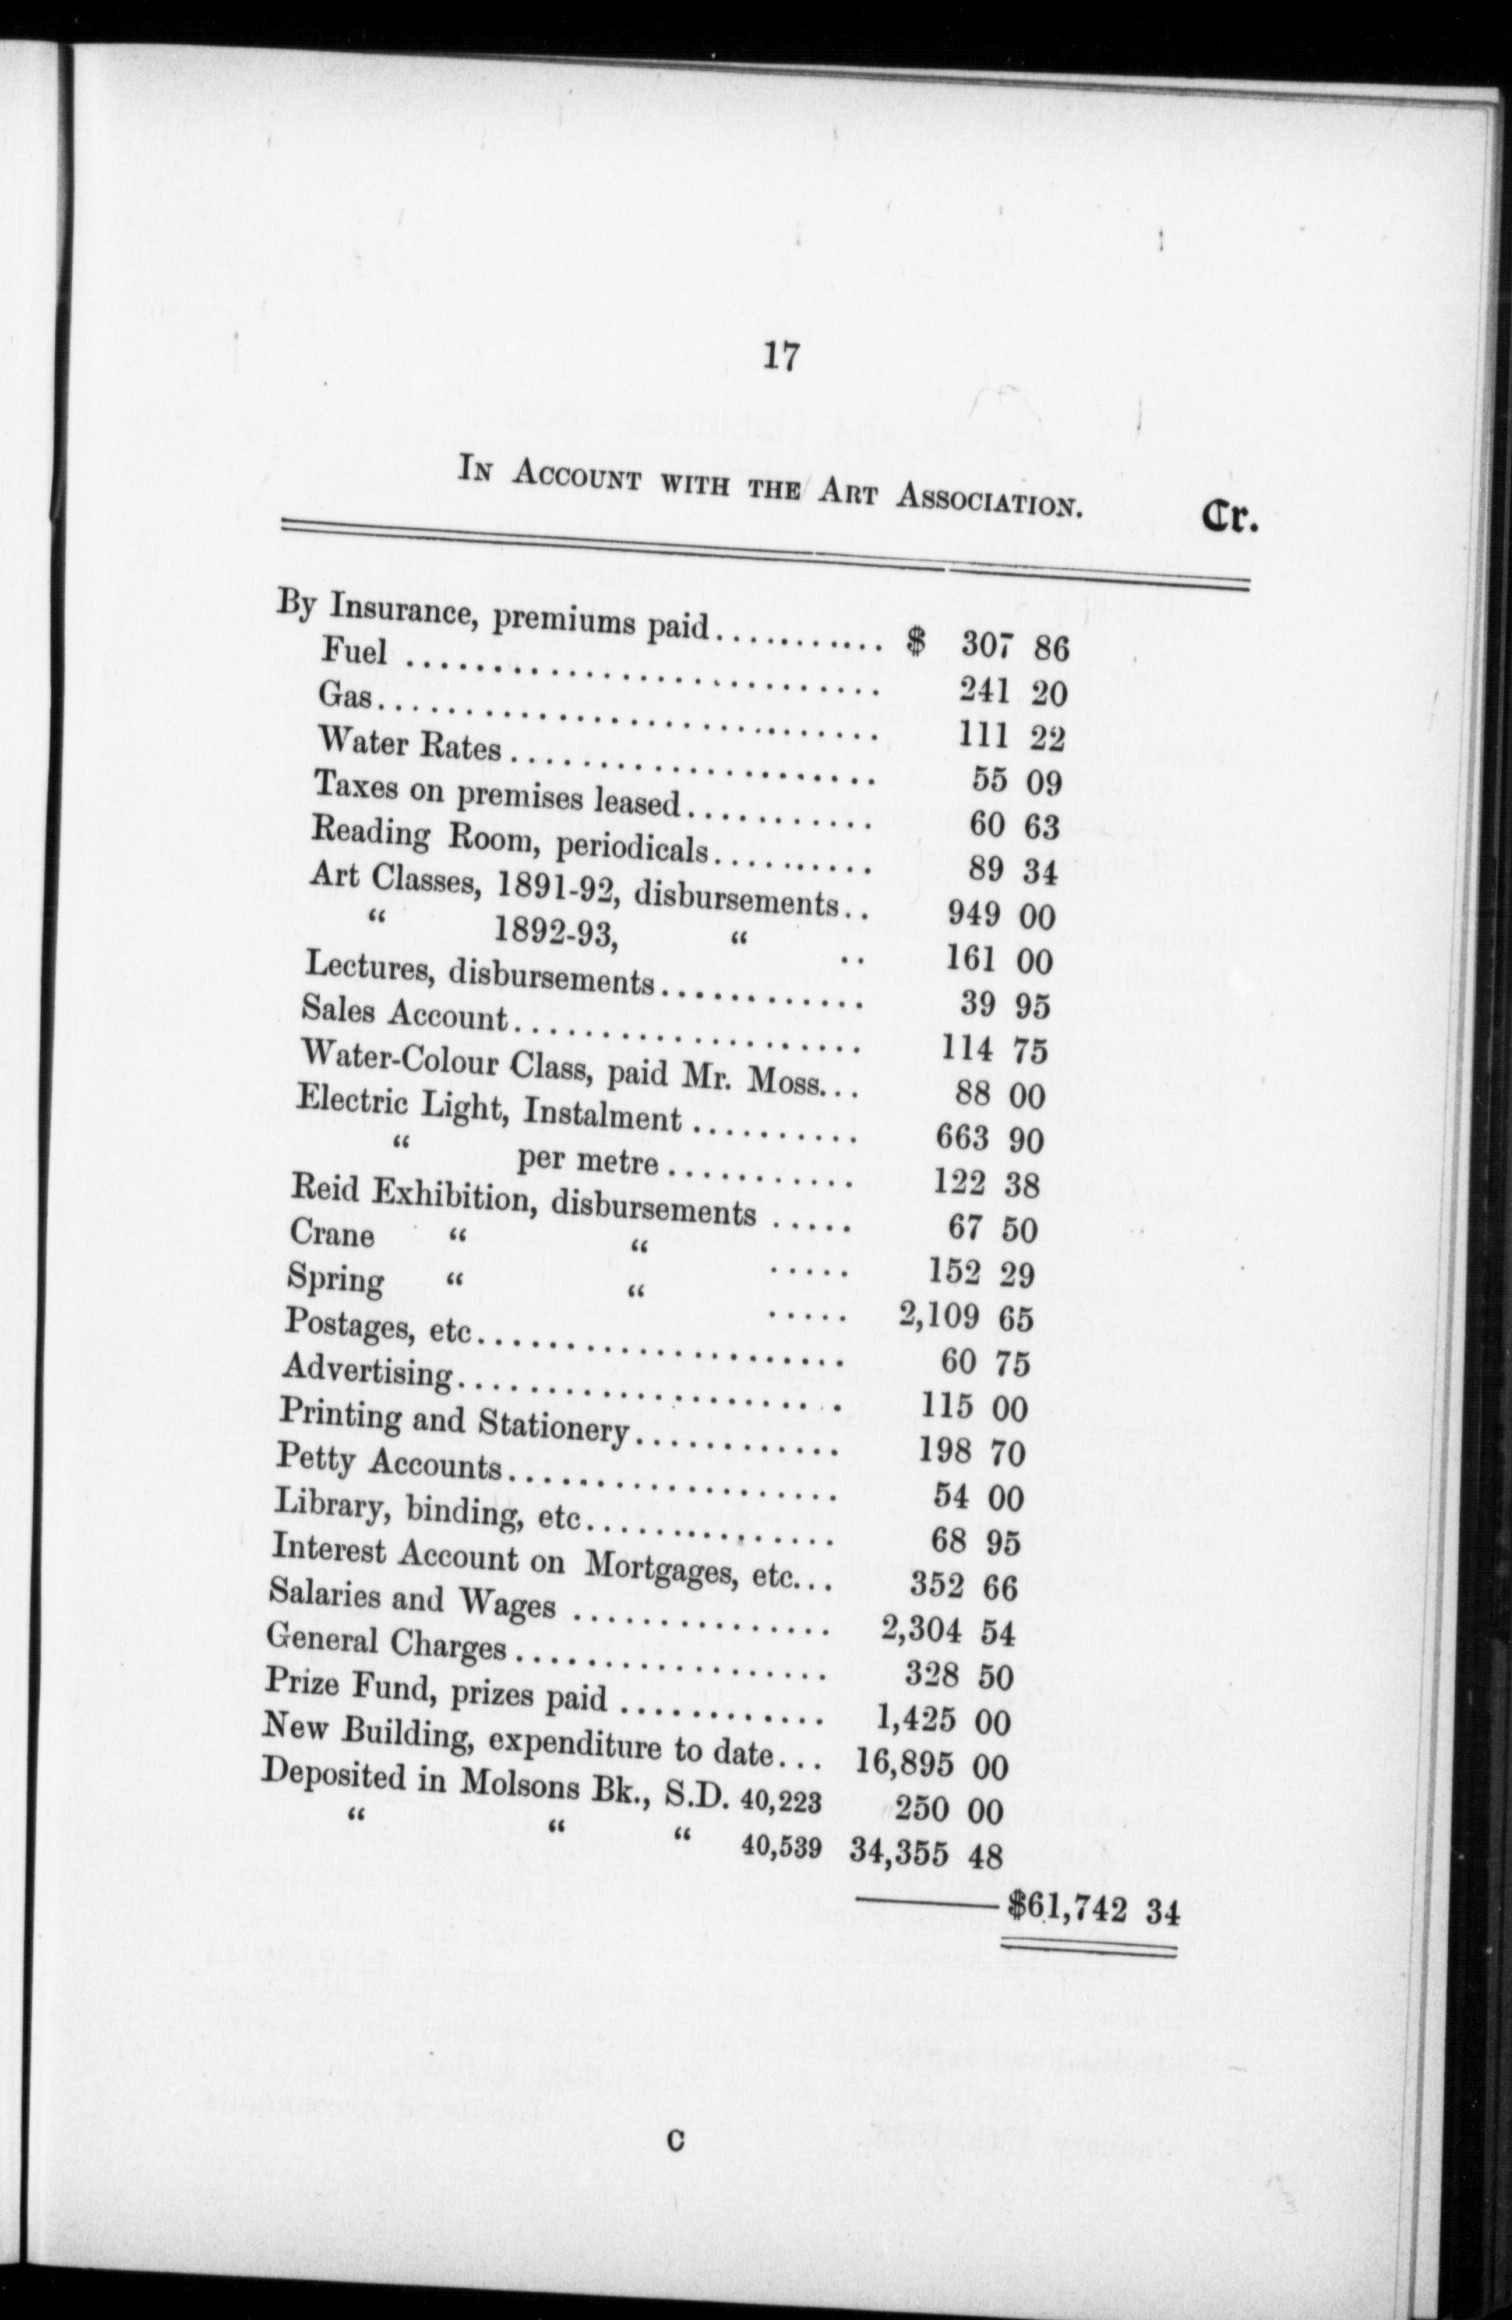 17
In Account with the Art Association. Cr.
By Insurance, premiums paid........... $ 307 86
Fuel ........................... 241 20
Gas............................. 111 22
Water Rates..................... 55 09
Taxes on premises leased........... 60 63
Reading Room, periodicals.......... 89 34
Art Classes, 1891-92, disbursements.. 949 00
“ 1892-93, “ .. 161 00
Lectures, disbursements............ 39 95
Sales Account.................... 114 75
Water-Colour Class, paid Mr. Moss... 88 00
Electric Light, Instalment .......... 663 90
“ per metre ........... 122 38
Reid Exhibition, disbursements ..... 67 50
Crane “ “ ..... 152 29
Spring “ “ ..... 2,109 65
Postages, etc..................... 60 75
Advertising...................... 115 00
Printing and Stationery............ 198 70
Petty Accounts................... 54 00
Library, binding, etc............... 68 95
Interest Account on Mortgages, etc... 352 66
Salaries and Wages ............... 2,304 54
General Charges.................. 328 50
Prize Fund, prizes paid ............ 1,425 00
New Building, expenditure to date... 16,895 00
Deposited in Molsons Bk., S.D. 40,223 250 00
“ “ “ 40,539 34,355 48
$61,742 34
C